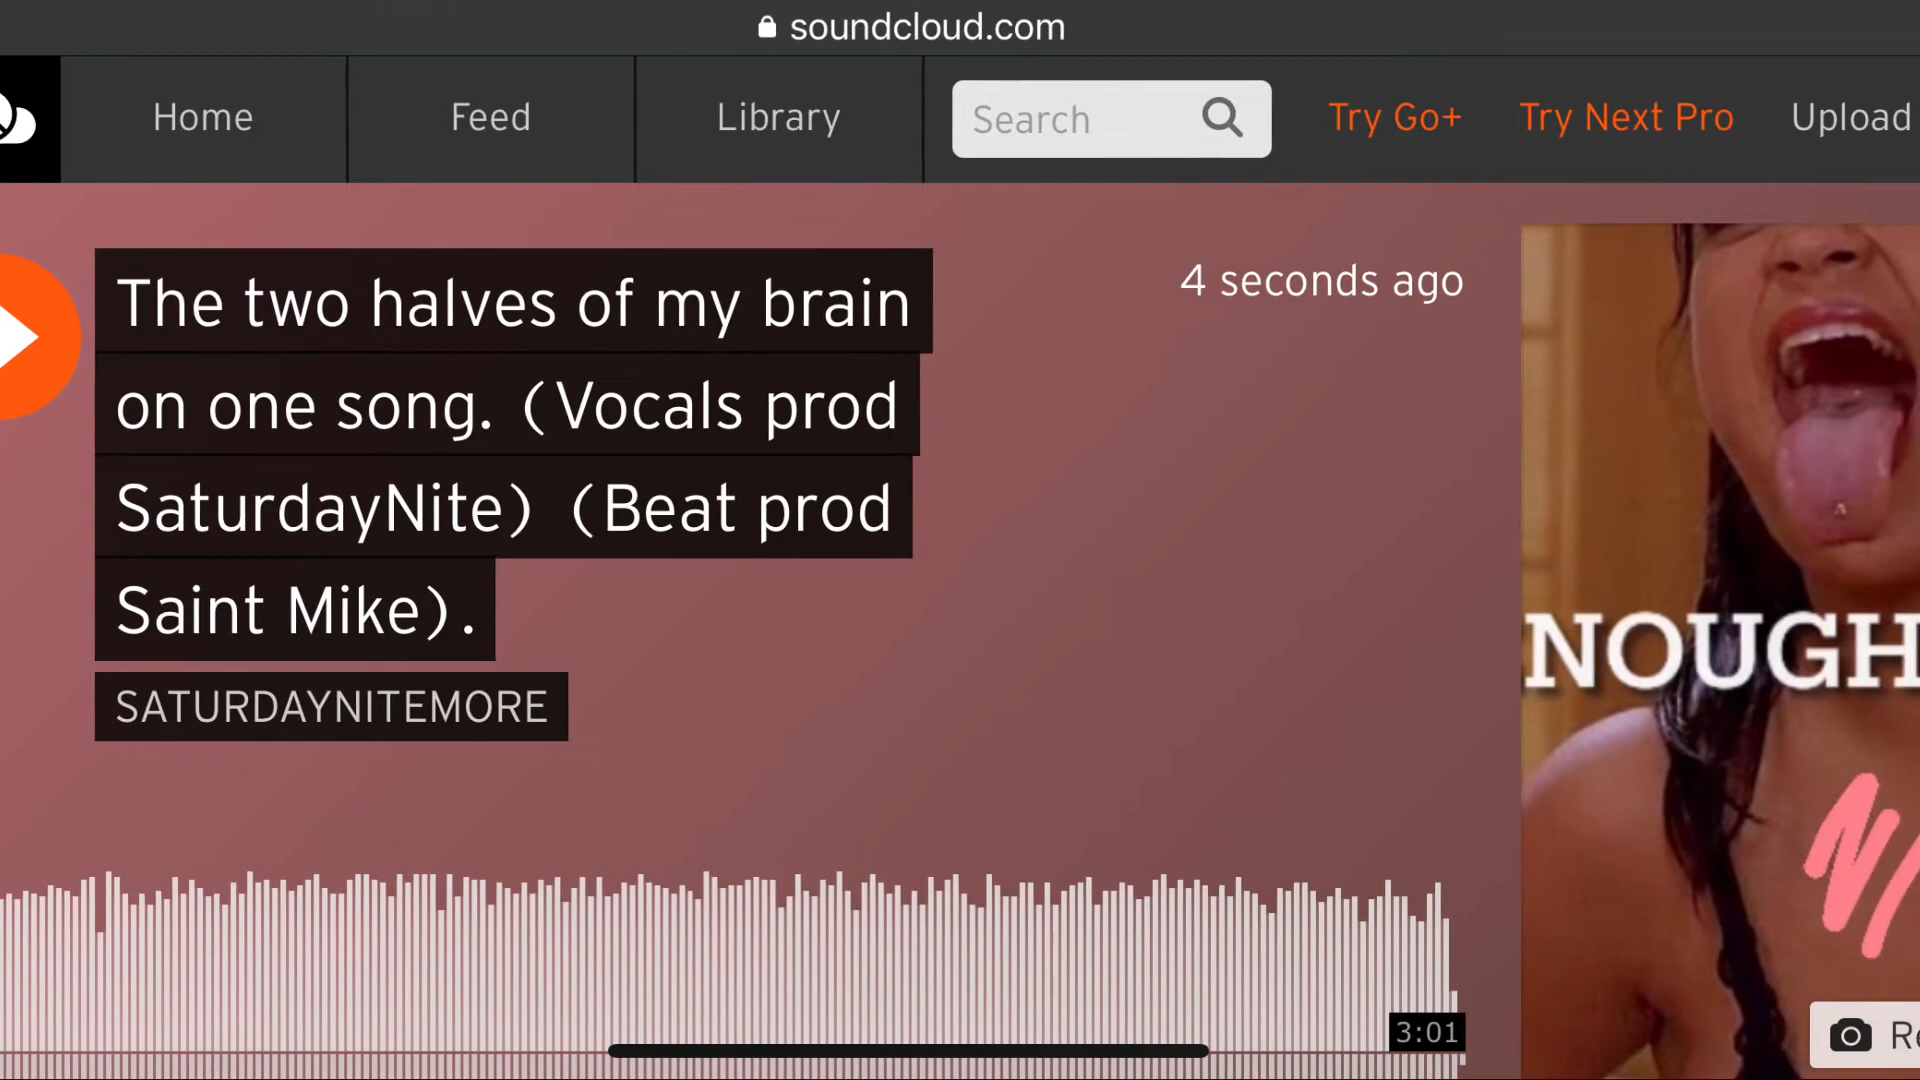 soundcloud.com
Home Feed Library Search Try Go+ Try Next Pro Upload
The two halves of my brain
on one song. (Vocals prod
SaturdayNite) (Beat prod
Saint Mike).
4 seconds ago
SATURDAYNITEMORE
NOUGH
3:01
Re